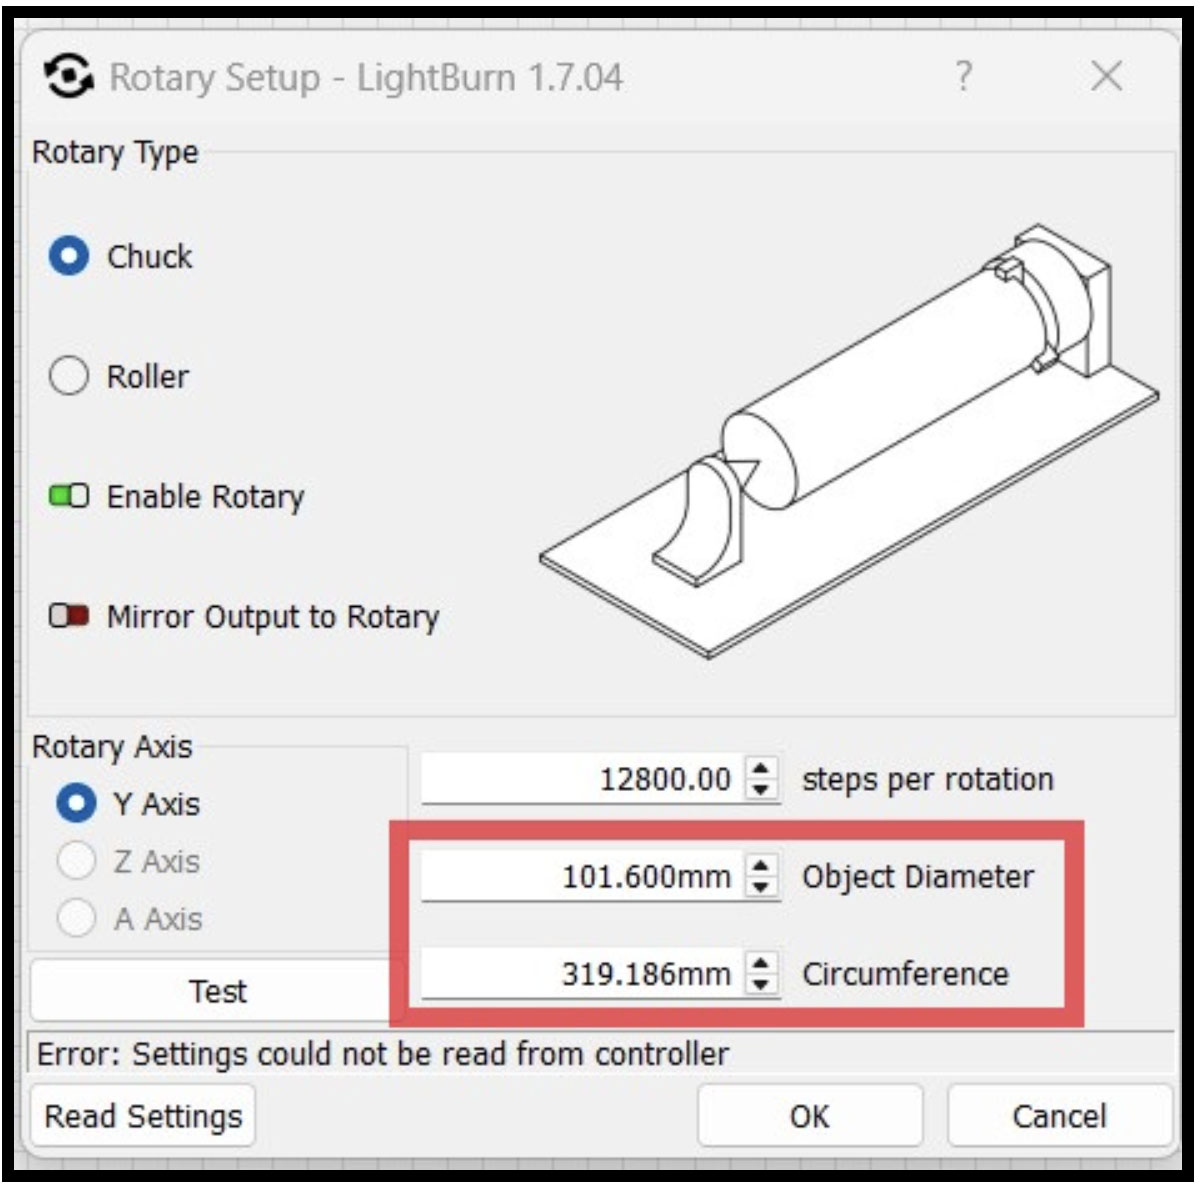 Rotary Setup - LightBurn 1.7.04 ? ×
Rotary Type
Chuck
Roller
Enable Rotary
Mirror Output to Rotary
Rotary Axis
Y Axis
Z Axis
A Axis
12800.00 steps per rotation
101.600mm Object Diameter
319.186mm Circumference
Test
Error: Settings could not be read from controller
Read Settings OK Cancel